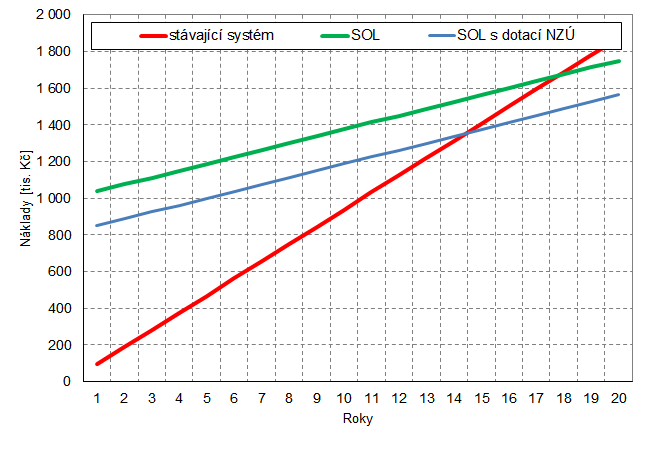 2 000
stávající systém SOL SOL s dotací NZÚ
1 800
1 600
1 400
1 200
1 000
800
600
400
200
0
Náklady [tis. Kč]
1 2 3 4 5 6 7 8 9 10 11 12 13 14 15 16 17 18 19 20
Roky